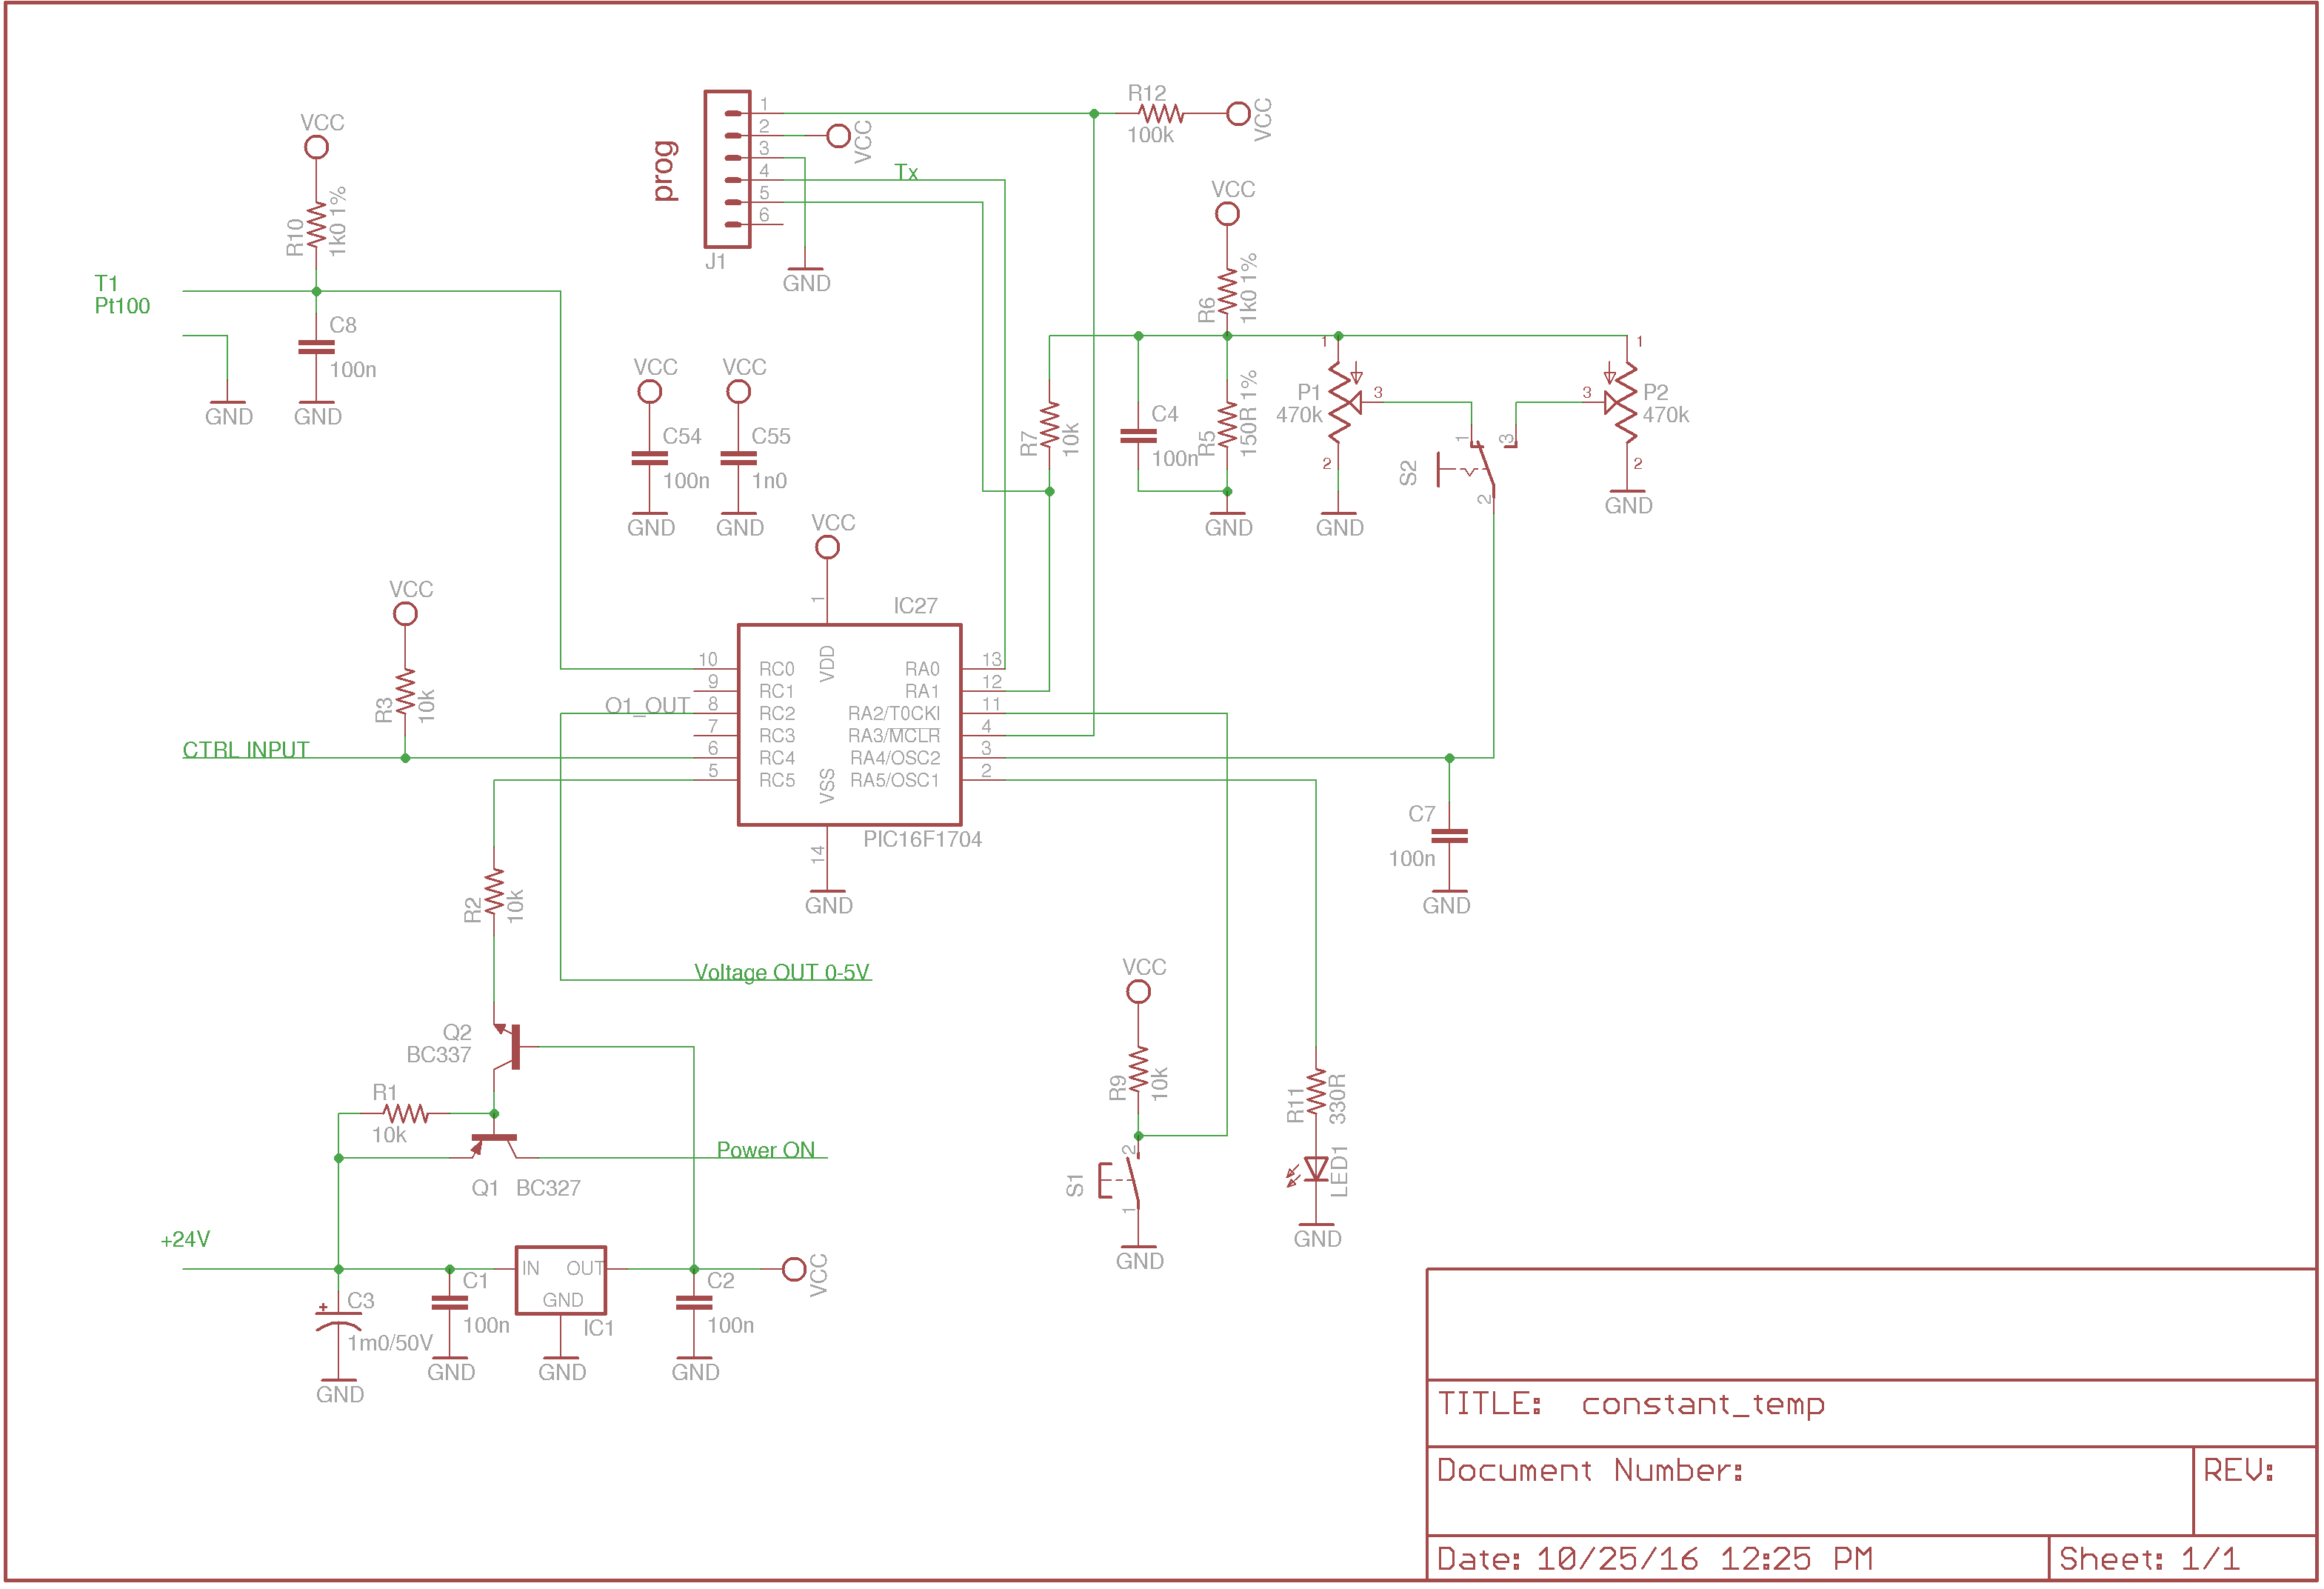 VCC
R10
1k0 1%
T1
Pt100
C8
100n
GND
GND
prog
1
2
3
4
5
6
J1
VCC
GND
Tx
R12
100k
VCC
VCC
R6
1k0 1%
R7
10k
C4
100n
R5
150R 1%
GND
1
P1
470k
3
2
GND
1
3
P2
470k
2
GND
S2
1
3
2
VCC
C54
100n
GND
VCC
C55
1n0
GND
VCC
1
IC27
VDD
10
RC0
9
RC1
O1_OUT
8
RC2
7
RC3
6
RC4
5
RC5
RA0
13
RA1
12
RA2/T0CKI
11
RA3/MCLR
4
RA4/OSC2
3
RA5/OSC1
2
VSS
PIC16F1704
14
GND
VCC
R3
10k
CTRL INPUT
R2
10k
Voltage OUT 0-5V
C7
100n
GND
Q2
BC337
R1
10k
Power ON
Q1 BC327
+24V
C3
+
1m0/50V
GND
C1
100n
GND
IN OUT
GND
IC1
GND
C2
100n
GND
VCC
VCC
R9
10k
S1
2
1
GND
R11
330R
LED1
GND
TITLE: constant_temp
Document Number:
REV:
Date: 10/25/16 12:25 PM
Sheet: 1/1